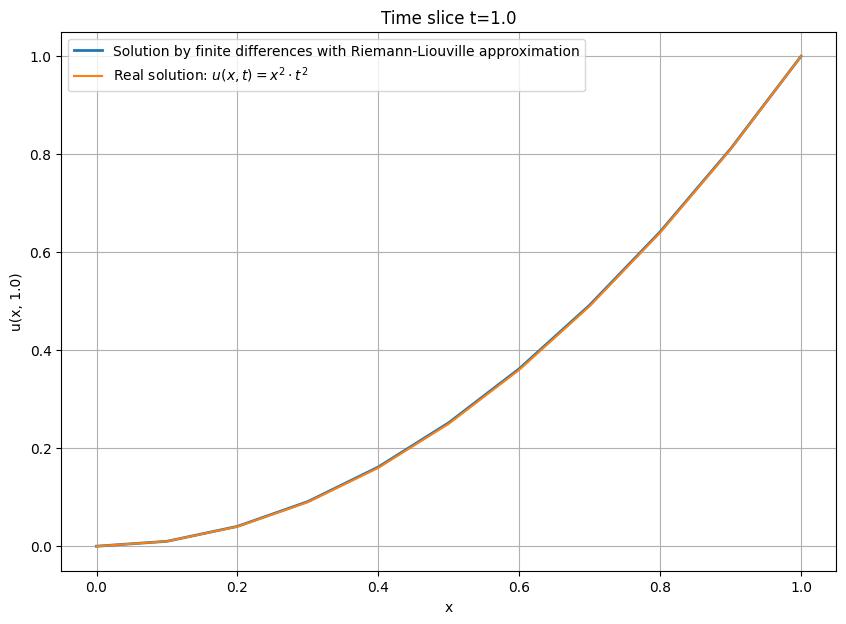 Time slice t=1.0
Solution by finite differences with Riemann-Liouville approximation
Real solution: u(x, t) = x² · t²
1.0
0.8
0.6
0.4
0.2
0.0
u(x, 1.0)
0.0 0.2 0.4 0.6 0.8 1.0
x